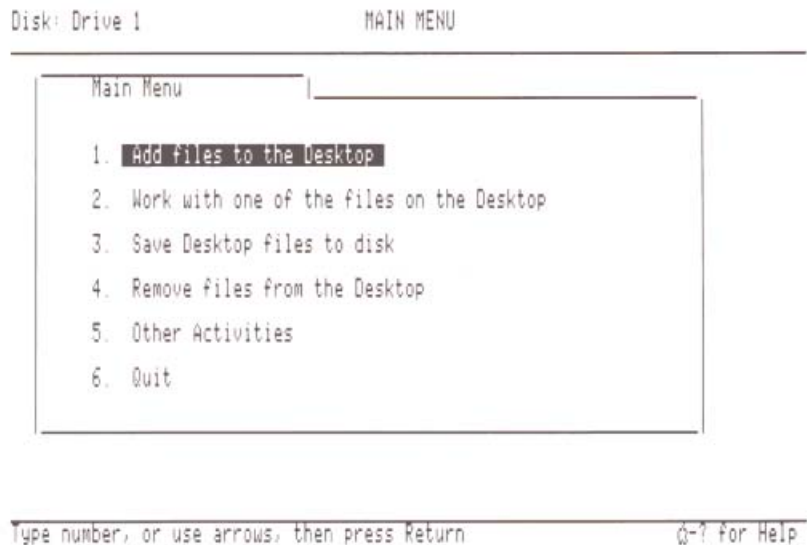 Disk: Drive 1 MAIN MENU
Main Menu
1. Add files to the Desktop
2. Work with one of the files on the Desktop
3. Save Desktop files to disk
4. Remove files from the Desktop
5. Other Activities
6. Quit
Type number, or use arrows, then press Return -? for Help